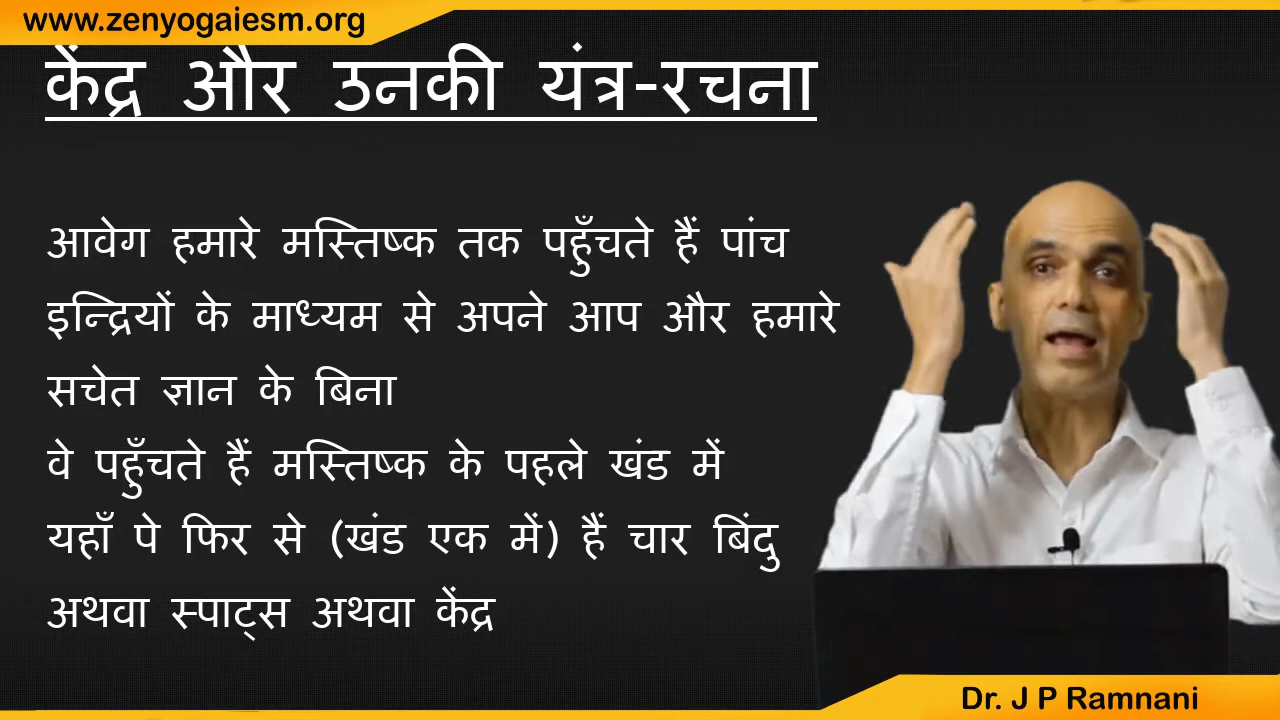 www.zenyogaiesm.org
केंद्र और उनकी यंत्र-रचना
आवेग हमारे मस्तिष्क तक पहुँचते हैं पांच
इन्द्रियों के माध्यम से अपने आप और हमारे
सचेत ज्ञान के बिना
वे पहुँचते हैं मस्तिष्क के पहले खंड में
यहाँ पे फिर से (खंड एक में) हैं चार बिंदु
अथवा स्पाट्स अथवा केंद्र
Dr. J P Ramnani